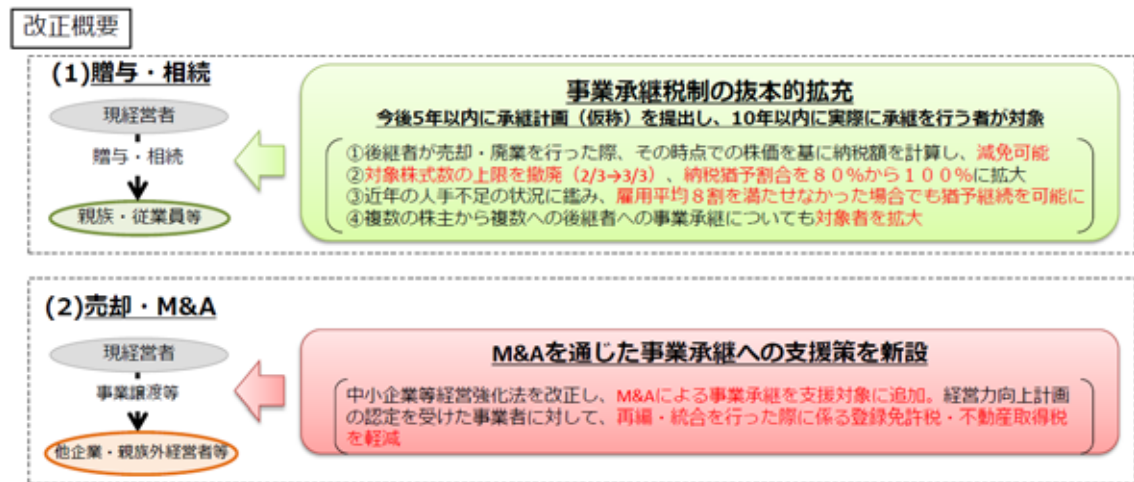 改正概要
(1)贈与・相続
現経営者
贈与・相続
親族・従業員等
事業承継税制の抜本的拡充
今後5年以内に承継計画（仮称）を提出し、10年以内に実際に承継を行う者が対象
①後継者が売却・廃業を行った際、その時点での株価を基に納税額を計算し、減免可能
②対象株式数の上限を撤廃（2/3→3/3）、納税猶予割合を８０％から１００％に拡大
③近年の人手不足の状況に鑑み、雇用平均８割を満たせなかった場合でも猶予継続を可能に
④複数の株主から複数への後継者への事業承継についても対象者を拡大
(2)売却・M&A
現経営者
事業譲渡等
他企業・親族外経営者等
M&Aを通じた事業承継への支援策を新設
中小企業等経営強化法を改正し、M&Aによる事業承継を支援対象に追加。経営力向上計画
の認定を受けた事業者に対して、再編・統合を行った際に係る登録免許税・不動産取得税
を軽減